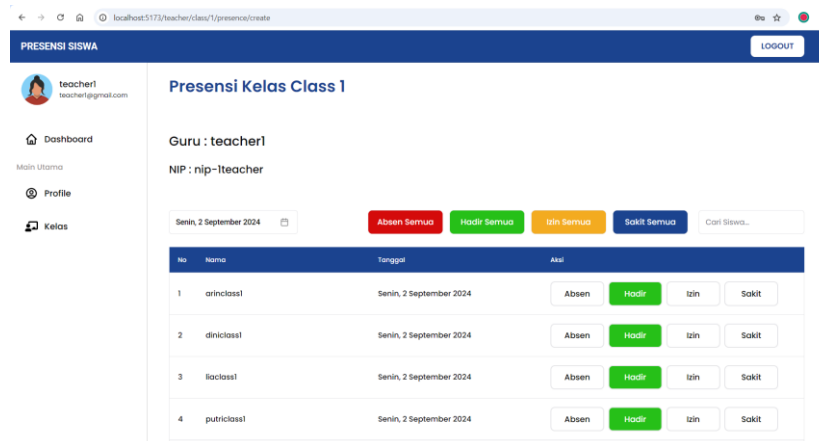 localhost:5173/teacher/class/1/presence/create
PRESENSI SISWA
LOGOUT
teacher1
teacher1@gmail.com
Presensi Kelas Class 1
Dashboard
Guru : teacher1
Main Utama
NIP : nip-1teacher
Profile
Kelas
Senin, 2 September 2024
Absen Semua
Hadir Semua
Izin Semua
Sakit Semua
Cari Siswa...
No Nama Tanggal Aksi
1 arinclass1 Senin, 2 September 2024 Absen Hadir Izin Sakit
2 diniclass1 Senin, 2 September 2024 Absen Hadir Izin Sakit
3 liaclass1 Senin, 2 September 2024 Absen Hadir Izin Sakit
4 putriclass1 Senin, 2 September 2024 Absen Hadir Izin Sakit